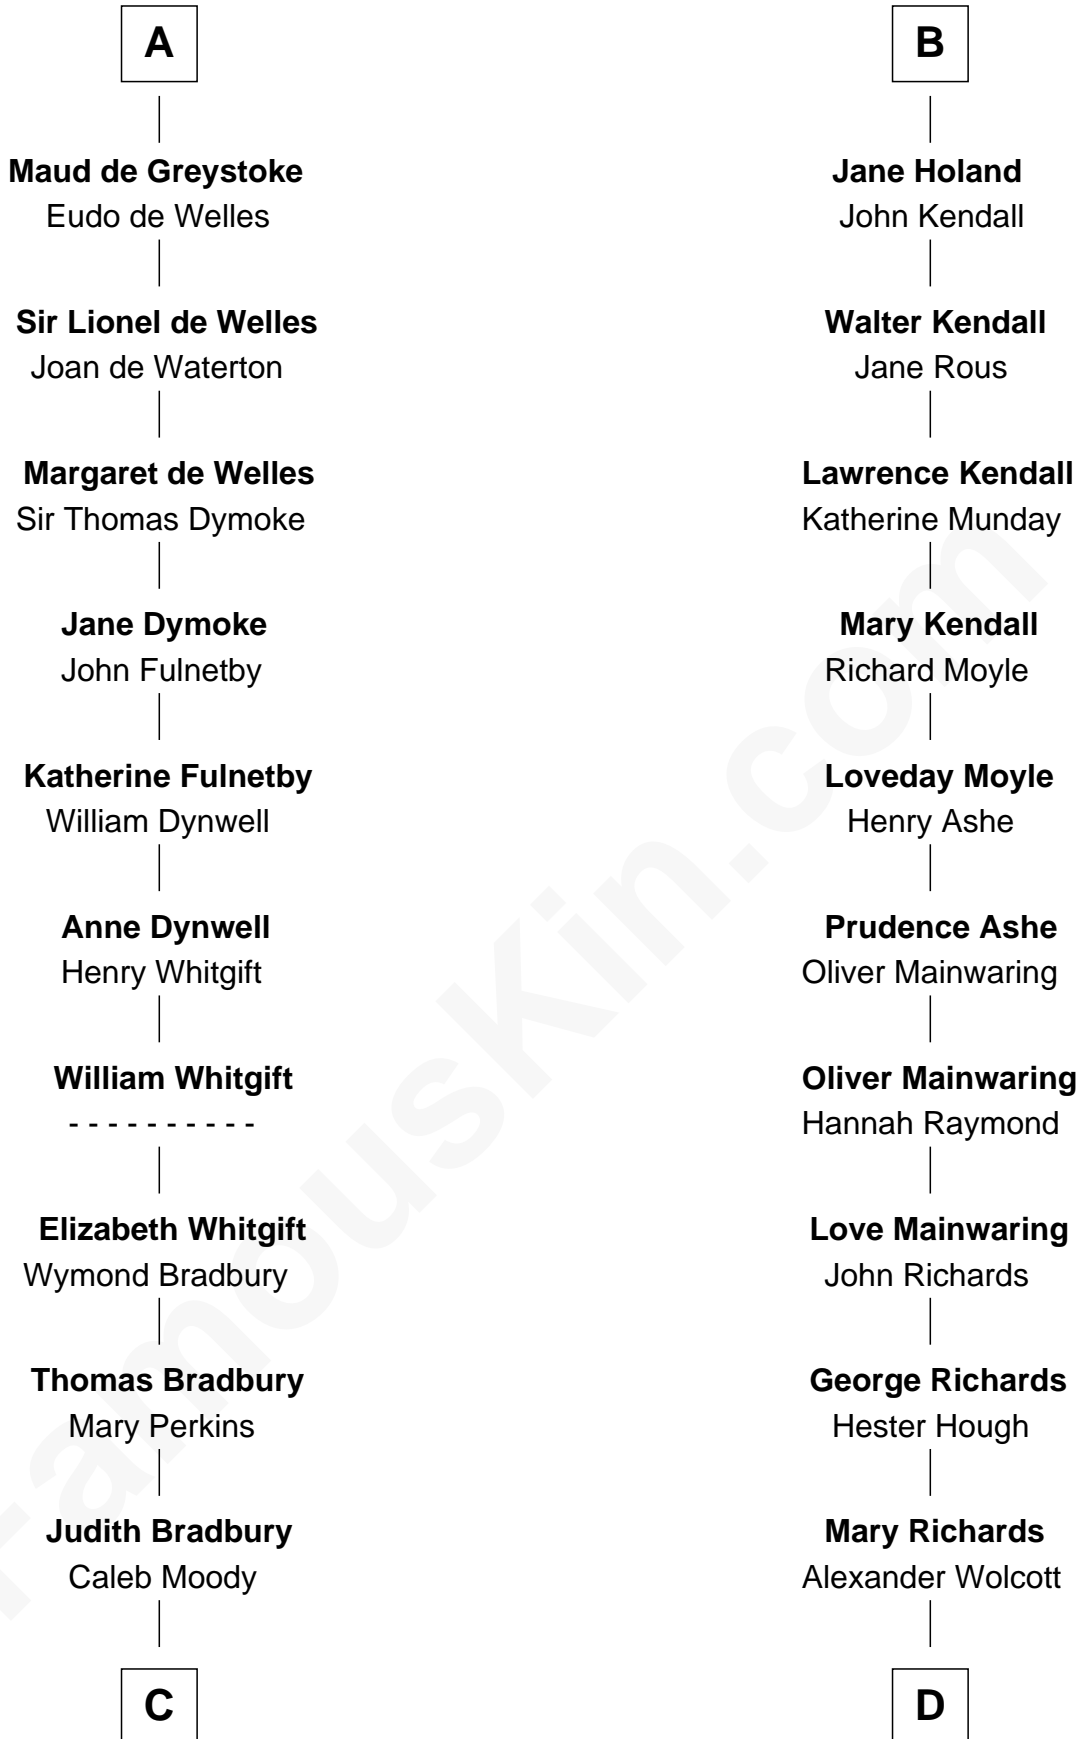 A
Maud de Greystoke
Eudo de Welles
Sir Lionel de Welles
Joan de Waterton
Margaret de Welles
Sir Thomas Dymoke
Jane Dymoke
John Fulnetby
Katherine Fulnetby
William Dynwell
Anne Dynwell
Henry Whitgift
William Whitgift
- - - - - - - - - -
Elizabeth Whitgift
Wymond Bradbury
Thomas Bradbury
Mary Perkins
Judith Bradbury
Caleb Moody
C
B
Jane Holand
John Kendall
Walter Kendall
Jane Rous
Lawrence Kendall
Katherine Munday
Mary Kendall
Richard Moyle
Loveday Moyle
Henry Ashe
Prudence Ashe
Oliver Mainwaring
Oliver Mainwaring
Hannah Raymond
Love Mainwaring
John Richards
George Richards
Hester Hough
Mary Richards
Alexander Wolcott
D
FamousKin.com